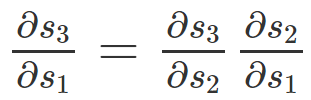 ∂s₃/∂s₁ = ∂s₃/∂s₂ ∂s₂/∂s₁